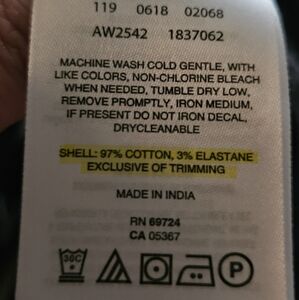 119 0618 02068
AW2542 1837062
MACHINE WASH COLD GENTLE, WITH
LIKE COLORS, NON-CHLORINE BLEACH
WHEN NEEDED, TUMBLE DRY LOW,
REMOVE PROMPTLY, IRON MEDIUM,
IF PRESENT DO NOT IRON DECAL,
DRYCLEANABLE
SHELL: 97% COTTON, 3% ELASTANE
EXCLUSIVE OF TRIMMING
MADE IN INDIA
RN 69724
CA 05367
30C P